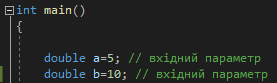 int main()
{
double a=5; // вхідний параметр
double b=10; // вхідний параметр